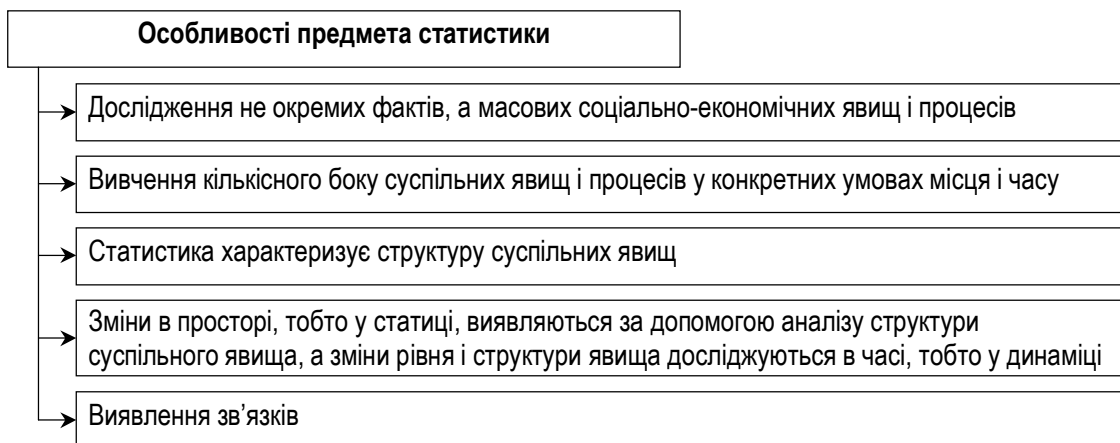 Особливості предмета статистики
Дослідження не окремих фактів, а масових соціально-економічних явищ і процесів
Вивчення кількісного боку суспільних явищ і процесів у конкретних умовах місця і часу
Статистика характеризує структуру суспільних явищ
Зміни в просторі, тобто у статиці, виявляються за допомогою аналізу структури
суспільного явища, а зміни рівня і структури явища досліджуються в часі, тобто у динаміці
Виявлення зв’язків